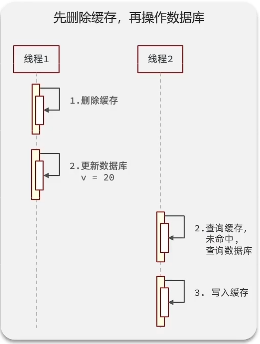 先删除缓存，再操作数据库
线程1
线程2
1.删除缓存
2.更新数据库
v = 20
2.查询缓存，
未命中，
查询数据库
3. 写入缓存